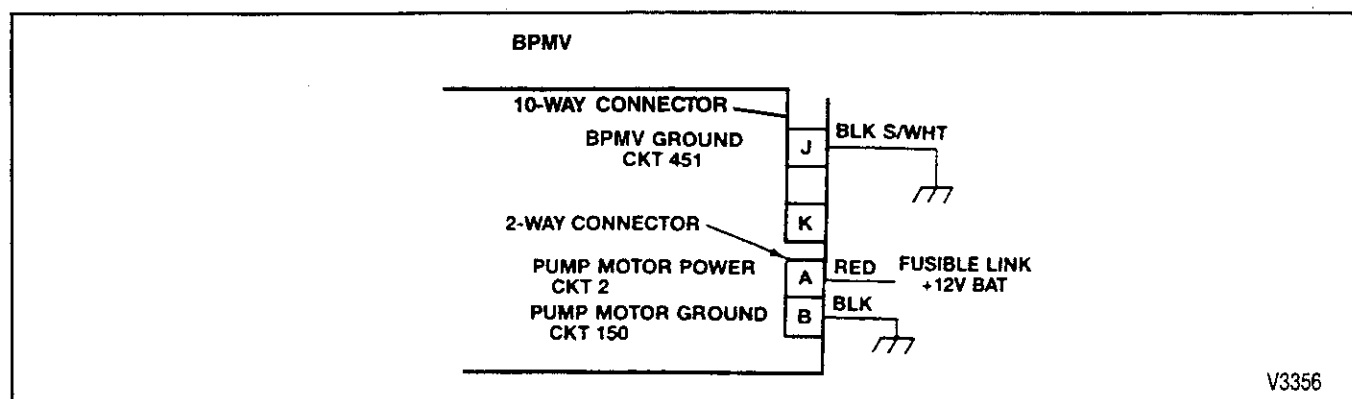 BPMV
10-WAY CONNECTOR
BPMV GROUND
CKT 451
J
BLK S/WHT
K
2-WAY CONNECTOR
PUMP MOTOR POWER
CKT 2
A
RED
FUSIBLE LINK
+12V BAT
PUMP MOTOR GROUND
CKT 150
B
BLK
V3356